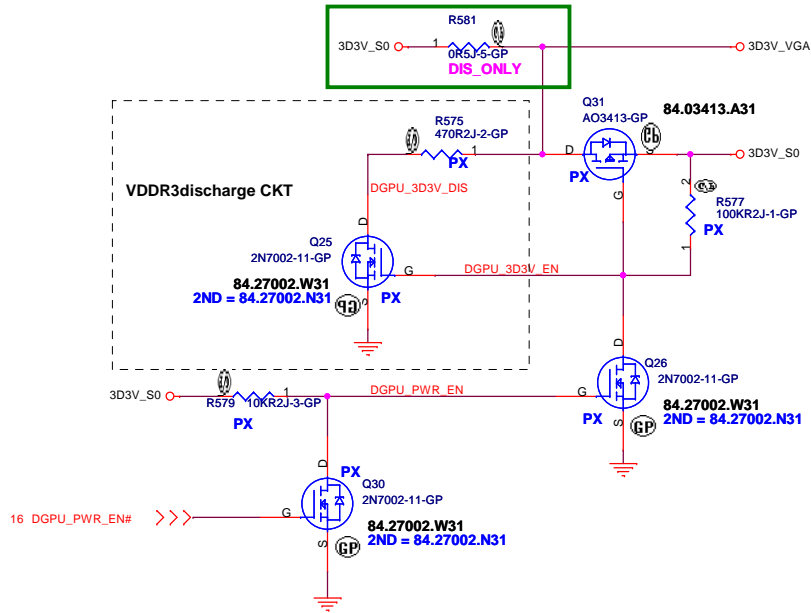 R581
3D3V_S0
1
0R5J-5-GP
DIS_ONLY
3D3V_VGA
Q31
AO3413-GP
84.03413.A31
R575
470R2J-2-GP
1
PX
D
S
3D3V_S0
PX
G
2
R577
100KR2J-1-GP
PX
1
VDDR3discharge CKT
DGPU_3D3V_DIS
D
Q25
2N7002-11-GP
G
DGPU_3D3V_EN
84.27002.W31
2ND = 84.27002.N31
PX
S
GP
D
Q26
2N7002-11-GP
3D3V_S0
R579
1
10KR2J-3-GP
PX
DGPU_PWR_EN
G
PX
S
GP
84.27002.W31
2ND = 84.27002.N31
D
PX
Q30
2N7002-11-GP
16 DGPU_PWR_EN#
G
84.27002.W31
2ND = 84.27002.N31
S
GP